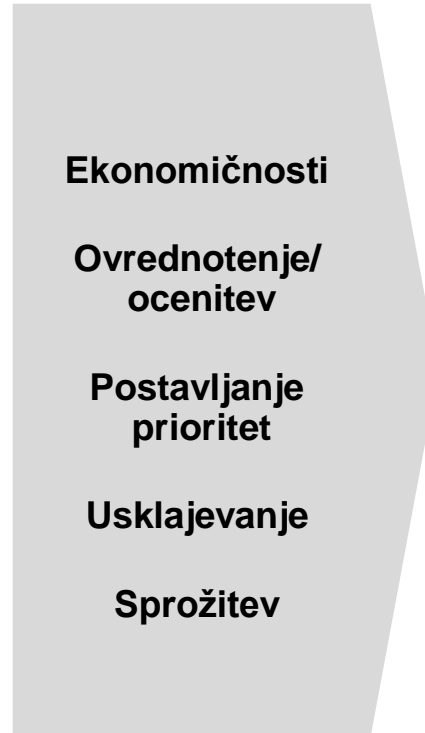 Ekonomičnosti
Ovrednotenje/
ocenitev
Postavljanje
prioritet
Usklajevanje
Sprožitev